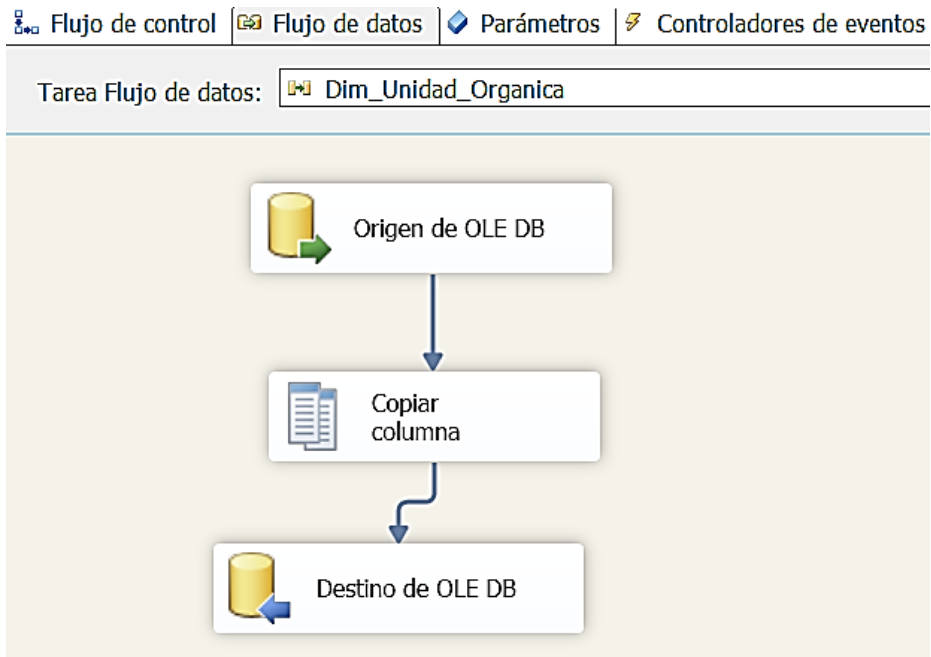 Flujo de control Flujo de datos Parámetros Controladores de eventos
Tarea Flujo de datos: Dim_Unidad_Organica
Origen de OLE DB
Copiar
columna
Destino de OLE DB